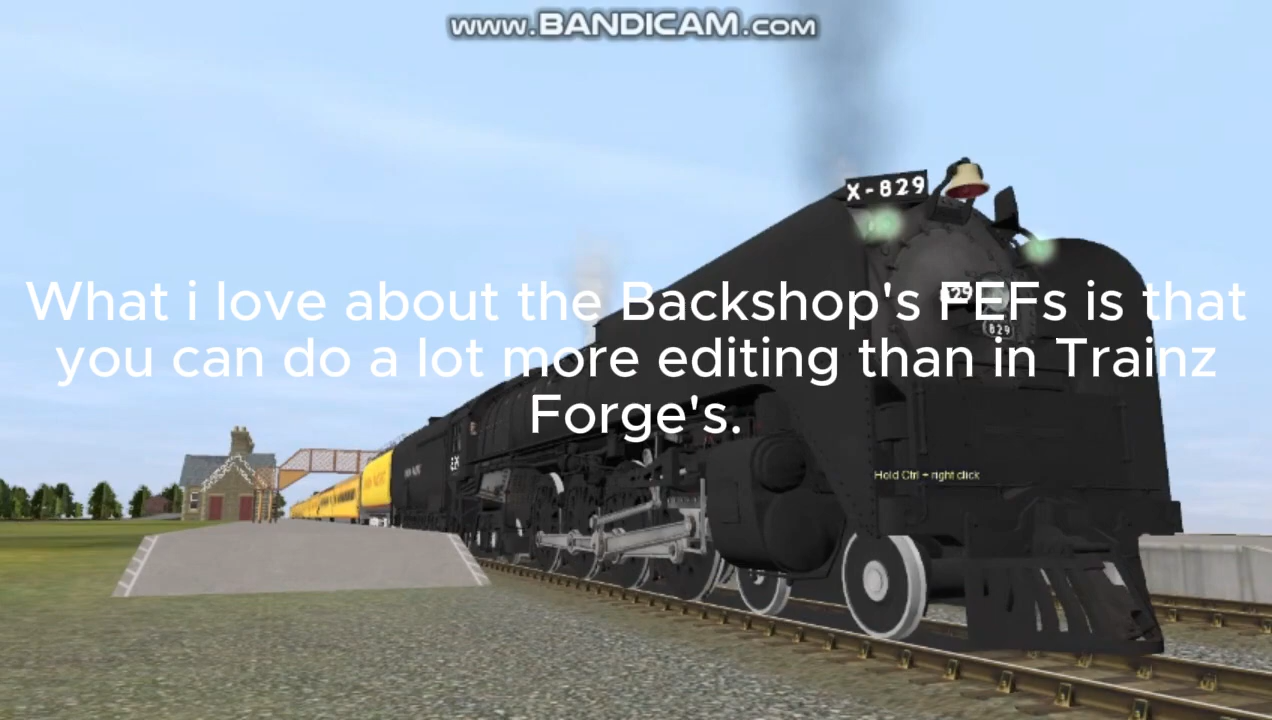 www.BANDICAM.com
X-829
What i love about the Backshop's FEFs is that
829
829
you can do a lot more editing than in Trainz
Forge's.
Hold Ctrl + right click